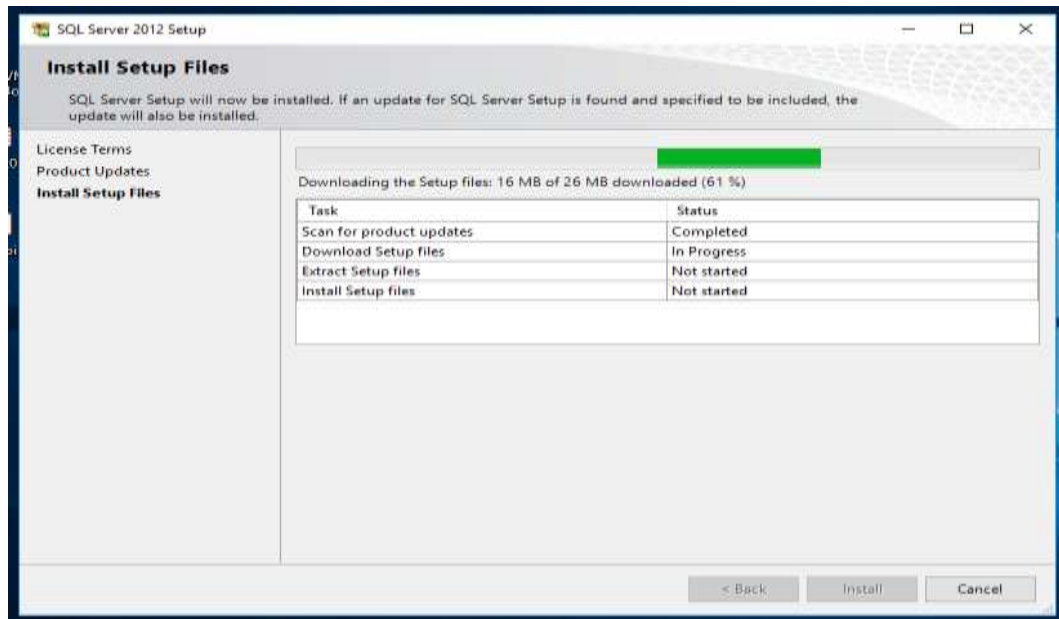 SQL Server 2012 Setup
Install Setup Files
SQL Server Setup will now be installed. If an update for SQL Server Setup is found and specified to be included, the
update will also be installed.
License Terms
Product Updates
Install Setup Files
Downloading the Setup files: 16 MB of 26 MB downloaded (61 %)
Task Status
Scan for product updates Completed
Download Setup files In Progress
Extract Setup files Not started
Install Setup files Not started
< Back Install Cancel